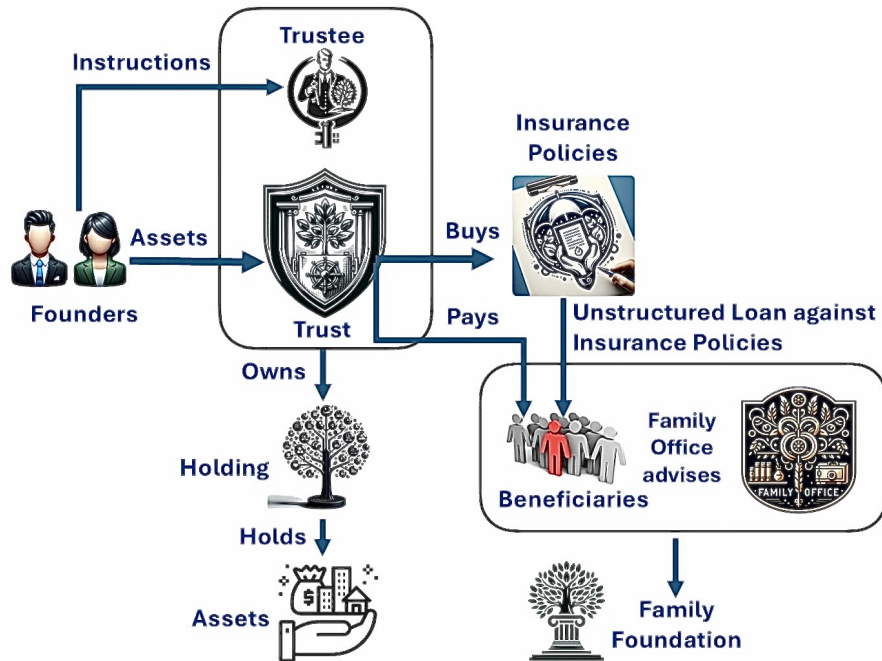 Trustee
Instructions
Insurance
Policies
Assets
Buys
Founders
Trust
Pays
Unstructured Loan against
Insurance Policies
Owns
Family
Office
advises
Holding
Beneficiaries
FAMILY OFFICE
Holds
Assets
Family
Foundation